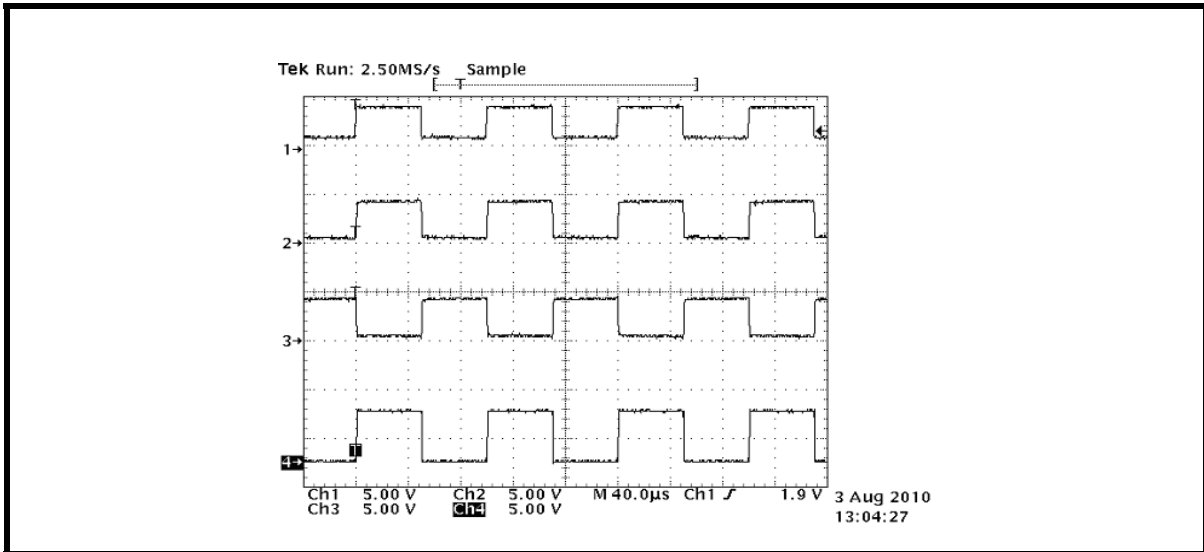 Tek Run: 2.50MS/s Sample
T
1→
2→
3→
T
4→
Ch1 5.00 V Ch2 5.00 V M 40.0µs Ch1 ƒ 1.9 V
Ch3 5.00 V Ch4 5.00 V
3 Aug 2010
13:04:27